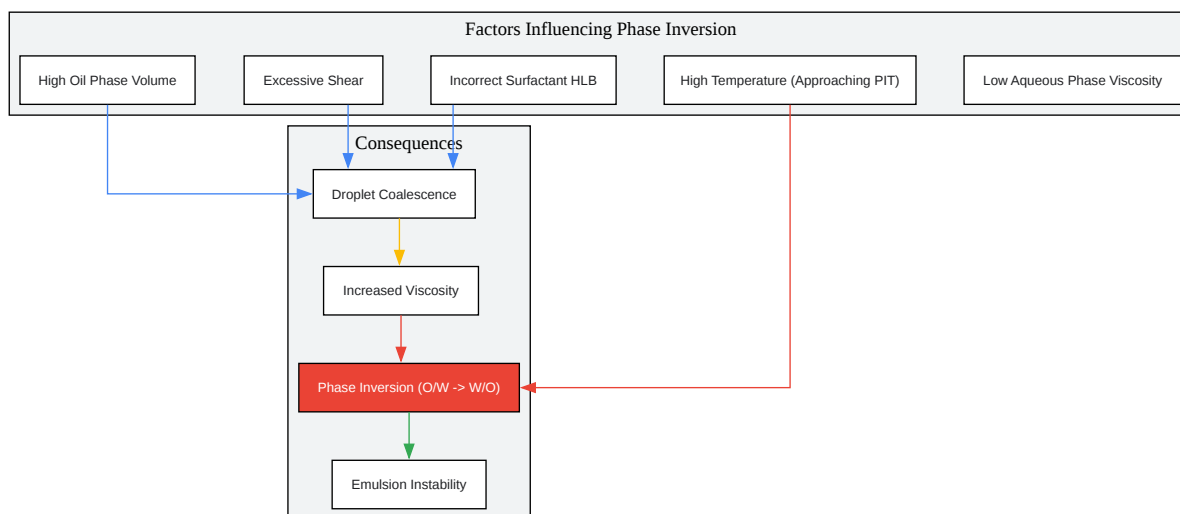 Factors Influencing Phase Inversion
High Oil Phase Volume
Excessive Shear
Incorrect Surfactant HLB
High Temperature (Approaching PIT)
Low Aqueous Phase Viscosity
Consequences
Droplet Coalescence
Increased Viscosity
Phase Inversion (O/W -> W/O)
Emulsion Instability